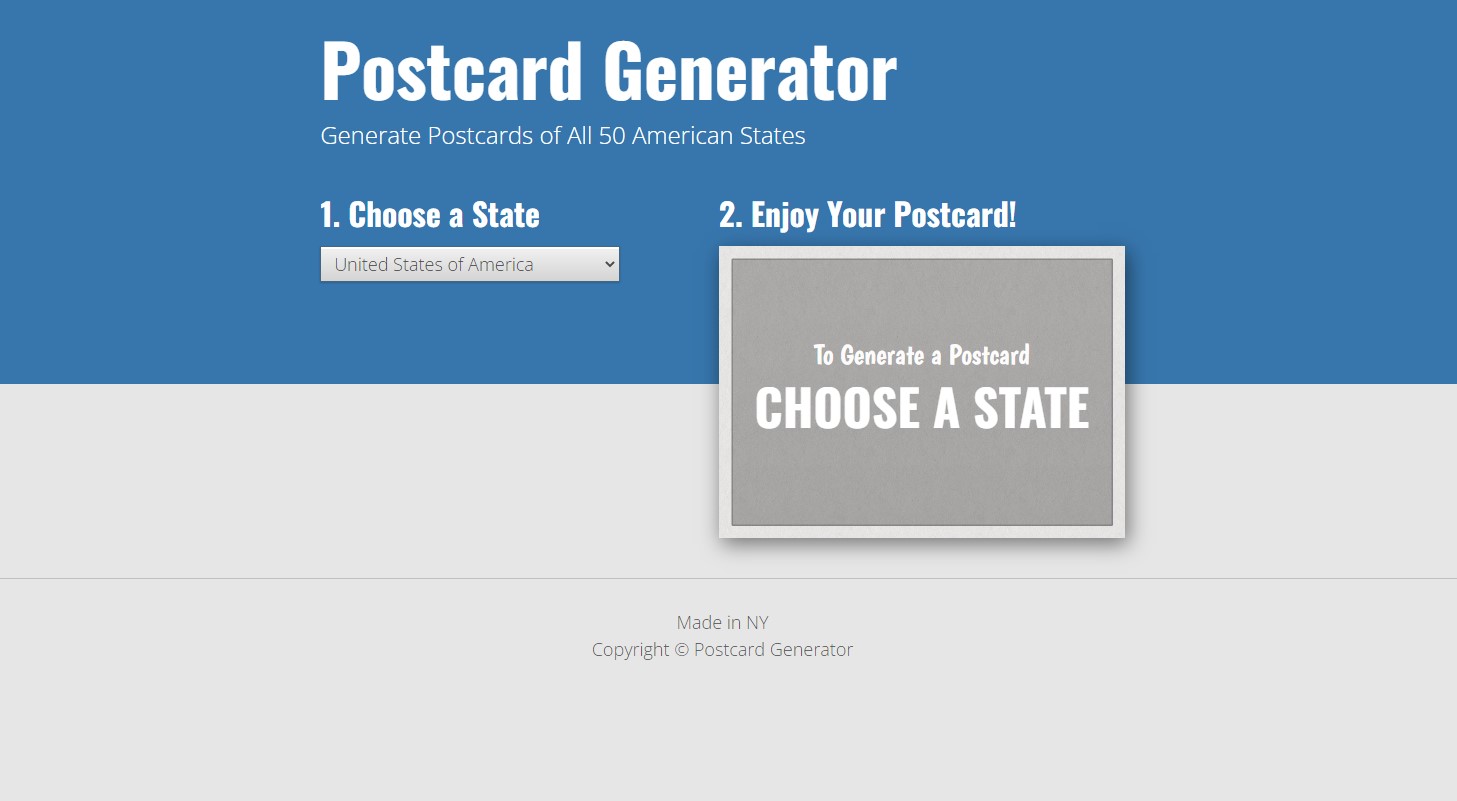 Postcard Generator
Generate Postcards of All 50 American States
1. Choose a State
United States of America
2. Enjoy Your Postcard!
To Generate a Postcard
CHOOSE A STATE
Made in NY
Copyright © Postcard Generator